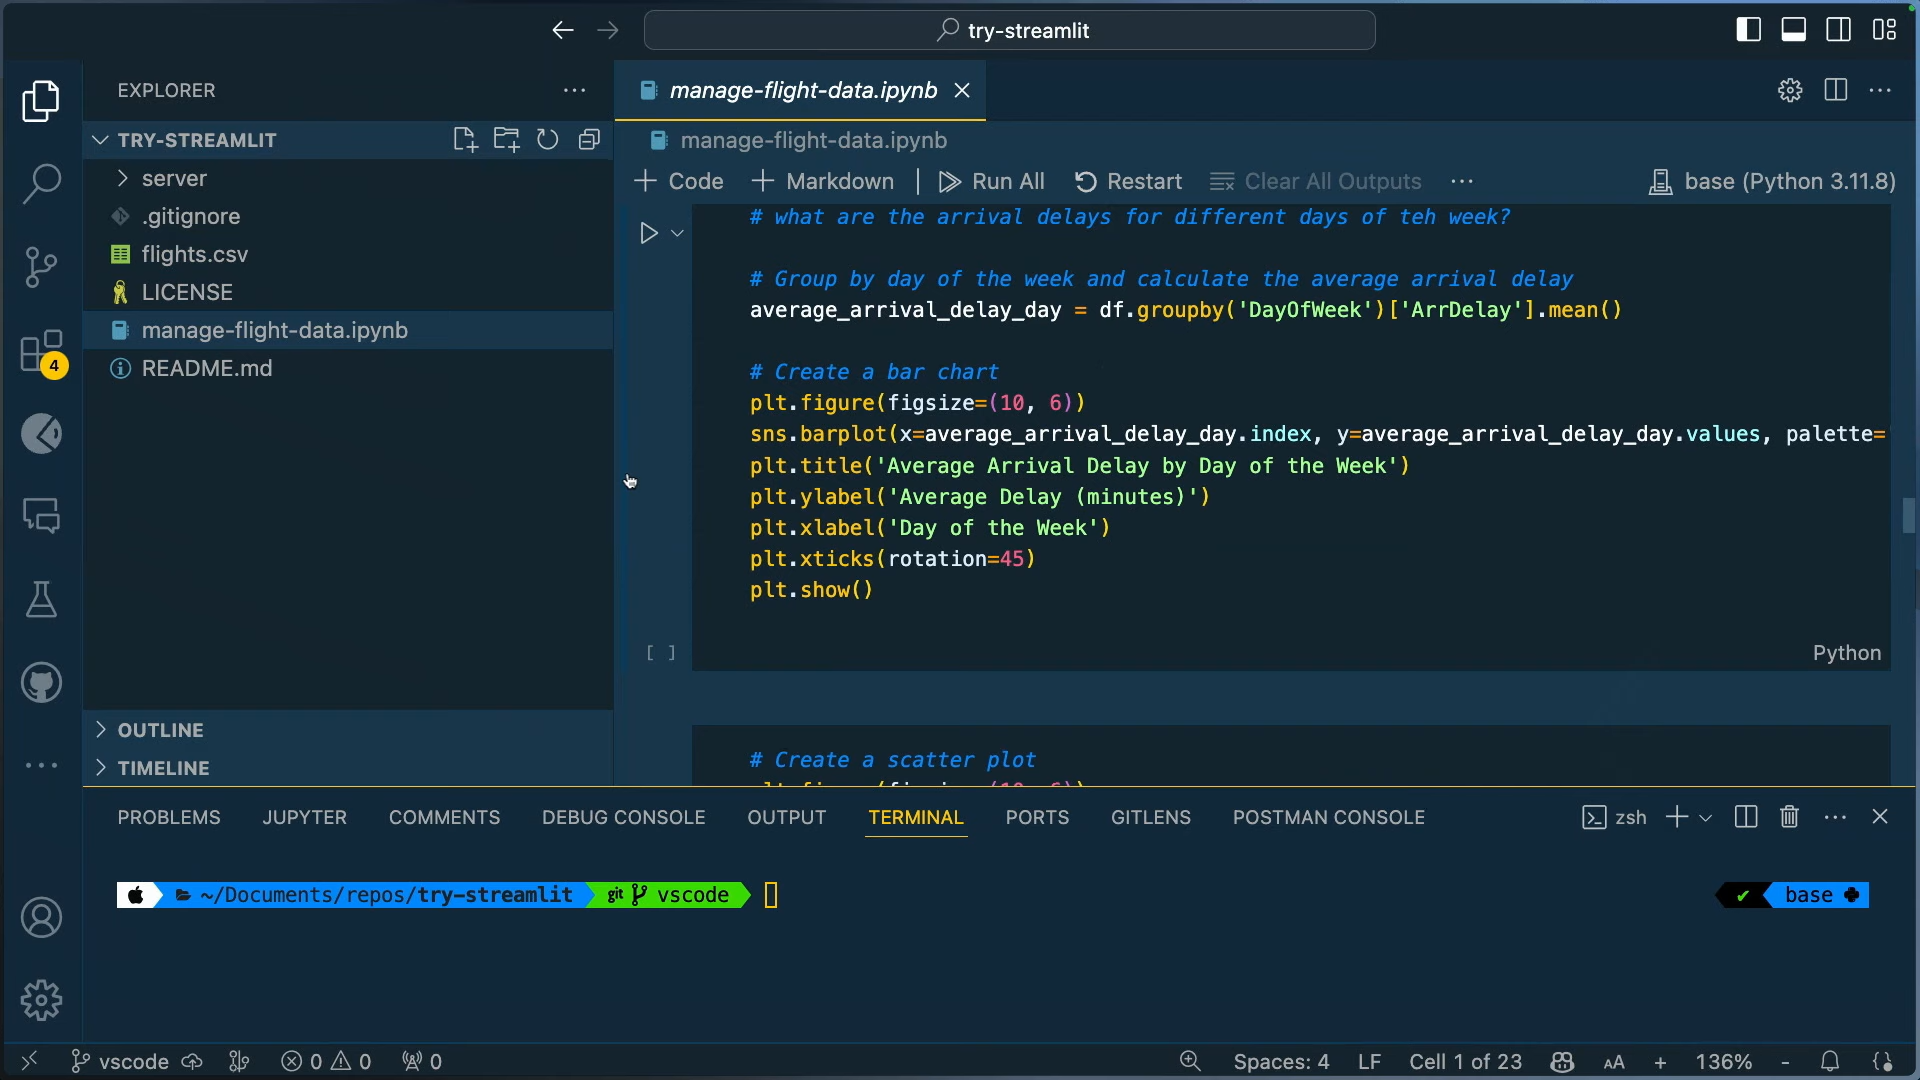 try-streamlit
EXPLORER
TRY-STREAMLIT
server
.gitignore
flights.csv
LICENSE
manage-flight-data.ipynb
README.md
OUTLINE
TIMELINE
4
manage-flight-data.ipynb
manage-flight-data.ipynb
Code Markdown Run All Restart Clear All Outputs base (Python 3.11.8)
# what are the arrival delays for different days of teh week?
# Group by day of the week and calculate the average arrival delay
average_arrival_delay_day = df.groupby('DayOfWeek')['ArrDelay'].mean()
# Create a bar chart
plt.figure(figsize=(10, 6))
sns.barplot(x=average_arrival_delay_day.index, y=average_arrival_delay_day.values, palette='
plt.title('Average Arrival Delay by Day of the Week')
plt.ylabel('Average Delay (minutes)')
plt.xlabel('Day of the Week')
plt.xticks(rotation=45)
plt.show()
[ ] Python
# Create a scatter plot
PROBLEMS JUPYTER COMMENTS DEBUG CONSOLE OUTPUT TERMINAL PORTS GITLENS POSTMAN CONSOLE zsh
~/Documents/repos/try-streamlit git vscode base
vscode 0 0 0 Spaces: 4 LF Cell 1 of 23 AA + 136% -